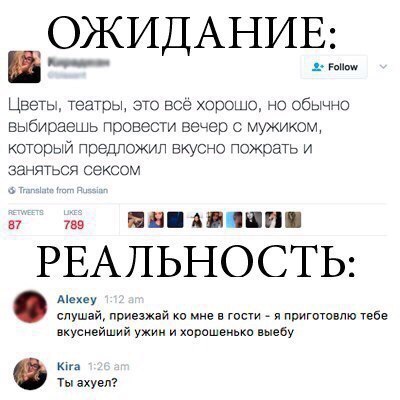 ОЖИДАНИЕ:
Follow
Цветы, театры, это всё хорошо, но обычно
выбираешь провести вечер с мужиком,
который предложил вкусно пожрать и
заняться сексом
Translate from Russian
RETWEETS LIKES
87 789
РЕАЛЬНОСТЬ:
Alexey 1:12 am
слушай, приезжай ко мне в гости - я приготовлю тебе
вкуснейший ужин и хорошенько выебу
Kira 1:26 am
Ты ахуел?